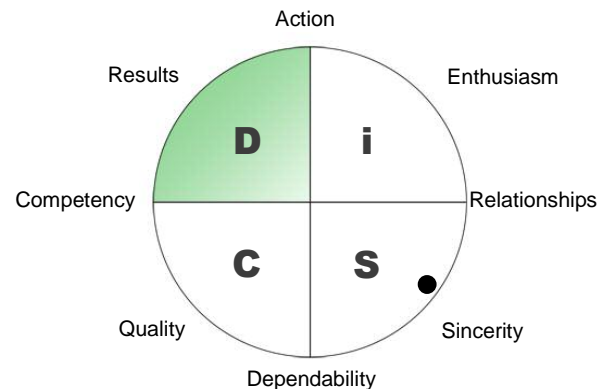 Action
Results
Enthusiasm
D
i
Competency
Relationships
C
S
Quality
Sincerity
Dependability